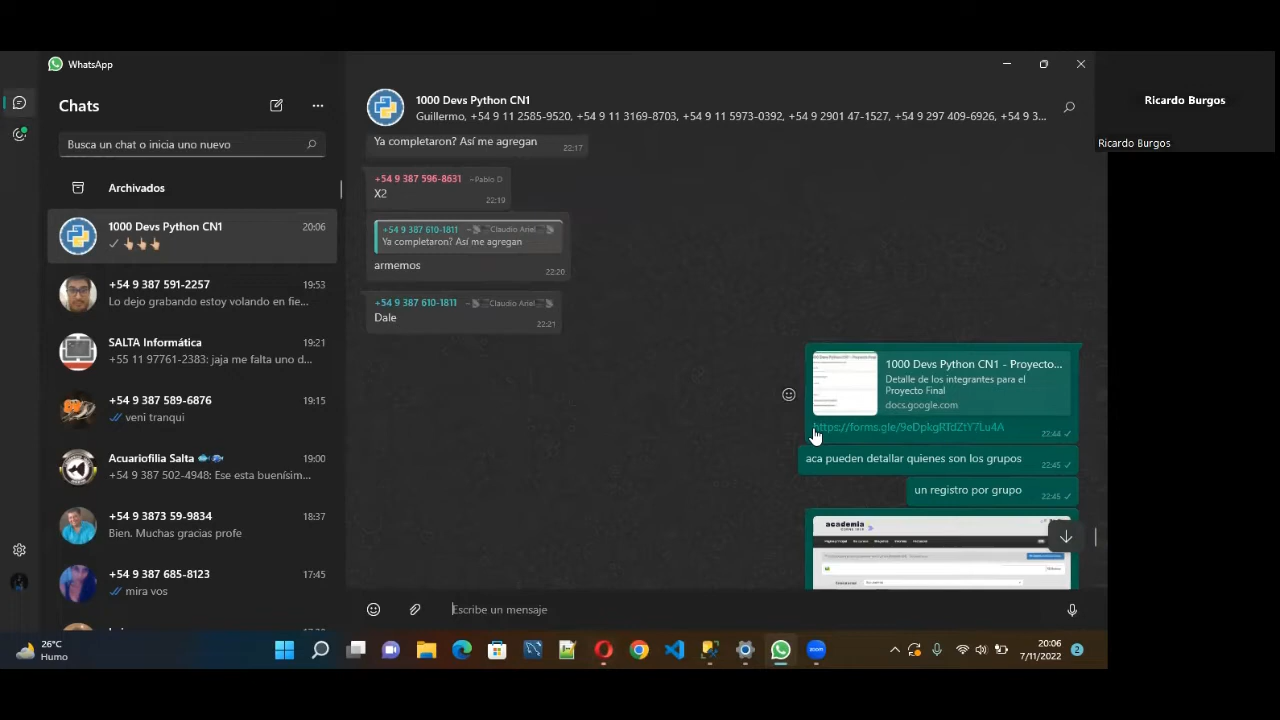 WhatsApp
Chats
Busca un chat o inicia uno nuevo
Archivados
1000 Devs Python CN1 20:06
+54 9 387 591-2257 19:53
Lo dejo grabando estoy volando en fie...
SALTA Informática 19:21
+55 11 97761-2383: jaja me falta uno d...
+54 9 387 589-6876 19:15
veni tranqui
Acuariofilia Salta 19:00
+54 9 387 502-4948: Ese esta buenísim...
+54 9 3873 59-9834 18:37
Bien. Muchas gracias profe
+54 9 387 685-8123 17:45
mira vos
1000 Devs Python CN1
Guillermo, +54 9 11 2585-9520, +54 9 11 3169-8703, +54 9 11 5973-0392, +54 9 2901 47-1527, +54 9 297 409-6926, +54 9 3...
Ya completaron? Así me agregan
22:17
+54 9 387 596-8631 ~Pablo D
X2
22:19
+54 9 387 610-1811 ~ Claudio Ariel
Ya completaron? Así me agregan
armemos
22:20
+54 9 387 610-1811 ~ Claudio Ariel
Dale
22:21
1000 Devs Python CN1 - Proyecto...
Detalle de los integrantes para el
Proyecto Final
docs.google.com
https://forms.gle/9eDpkgRTdZtY7Lu4A
22:44
aca pueden detallar quienes son los grupos
22:45
un registro por grupo
22:45
academia
Escribe un mensaje
Ricardo Burgos
Ricardo Burgos
26°C
Humo
zoom
20:06
7/11/2022
2